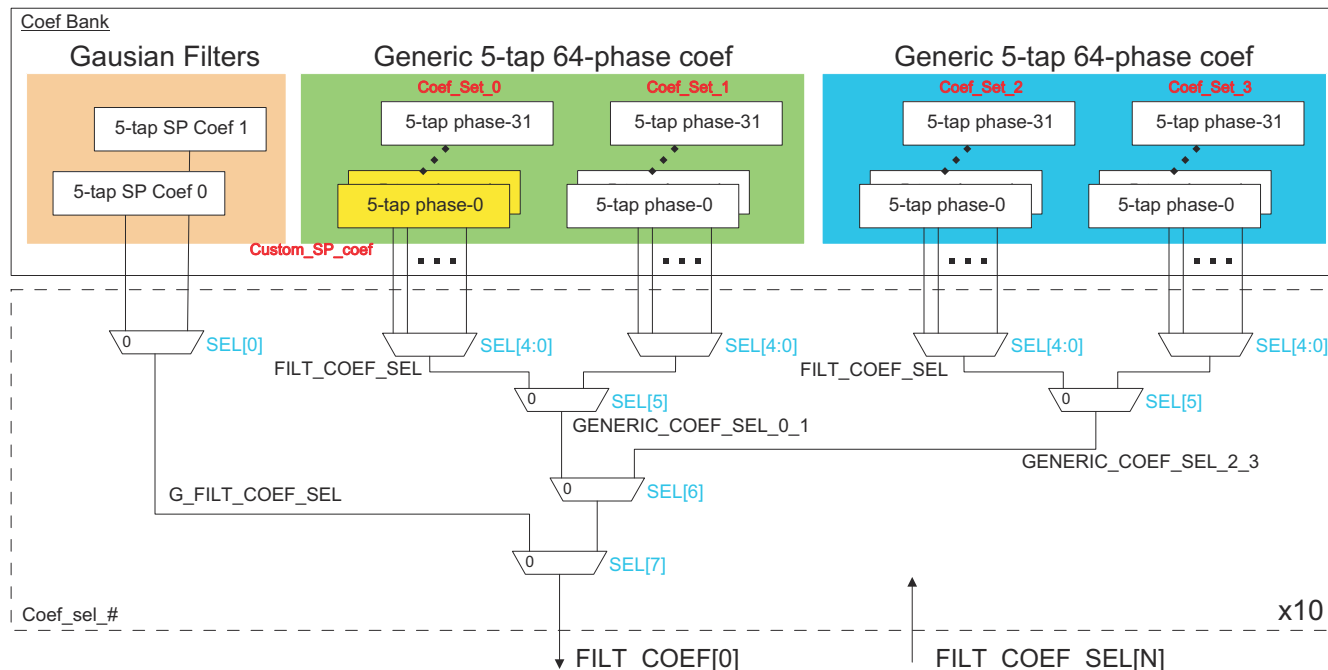 Coef Bank
Gausian Filters
Generic 5-tap 64-phase coef
Generic 5-tap 64-phase coef
Coef_Set_0
Coef_Set_1
Coef_Set_2
Coef_Set_3
5-tap SP Coef 1
5-tap phase-31
5-tap phase-31
5-tap phase-31
5-tap phase-31
5-tap SP Coef 0
5-tap phase-0
5-tap phase-0
5-tap phase-0
5-tap phase-0
Custom_SP_coef
0
SEL[0]
SEL[4:0]
SEL[4:0]
SEL[4:0]
SEL[4:0]
FILT_COEF_SEL
FILT_COEF_SEL
0
SEL[5]
0
SEL[5]
GENERIC_COEF_SEL_0_1
GENERIC_COEF_SEL_2_3
0
SEL[6]
G_FILT_COEF_SEL
0
SEL[7]
Coef_sel_#
x10
FILT_COEF[0]
FILT_COEF_SEL[N]